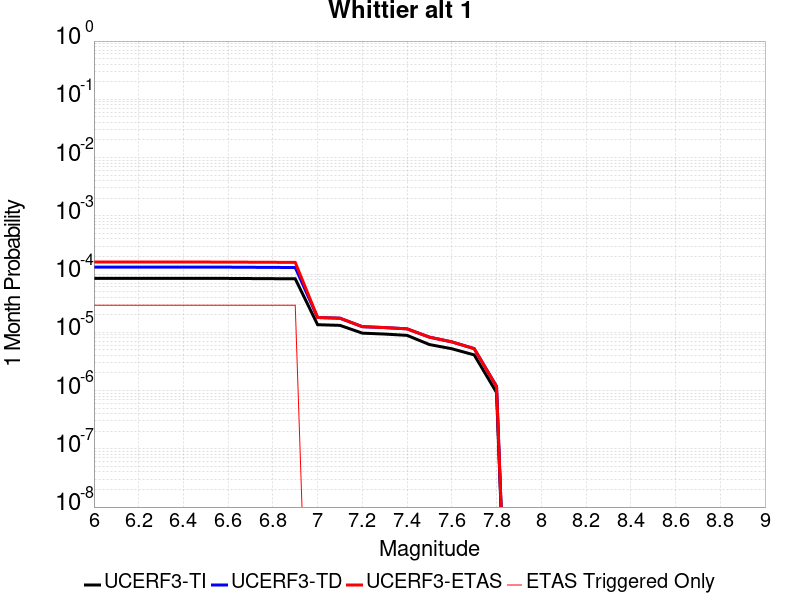 Whittier alt 1
10 0
10 -1
10 -2
10 -3
10 -4
10 -5
10 -6
10 -7
10 -8
1 Month Probability
6 6.2 6.4 6.6 6.8 7 7.2 7.4 7.6 7.8 8 8.2 8.4 8.6 8.8 9
Magnitude
UCERF3-TI UCERF3-TD UCERF3-ETAS ETAS Triggered Only